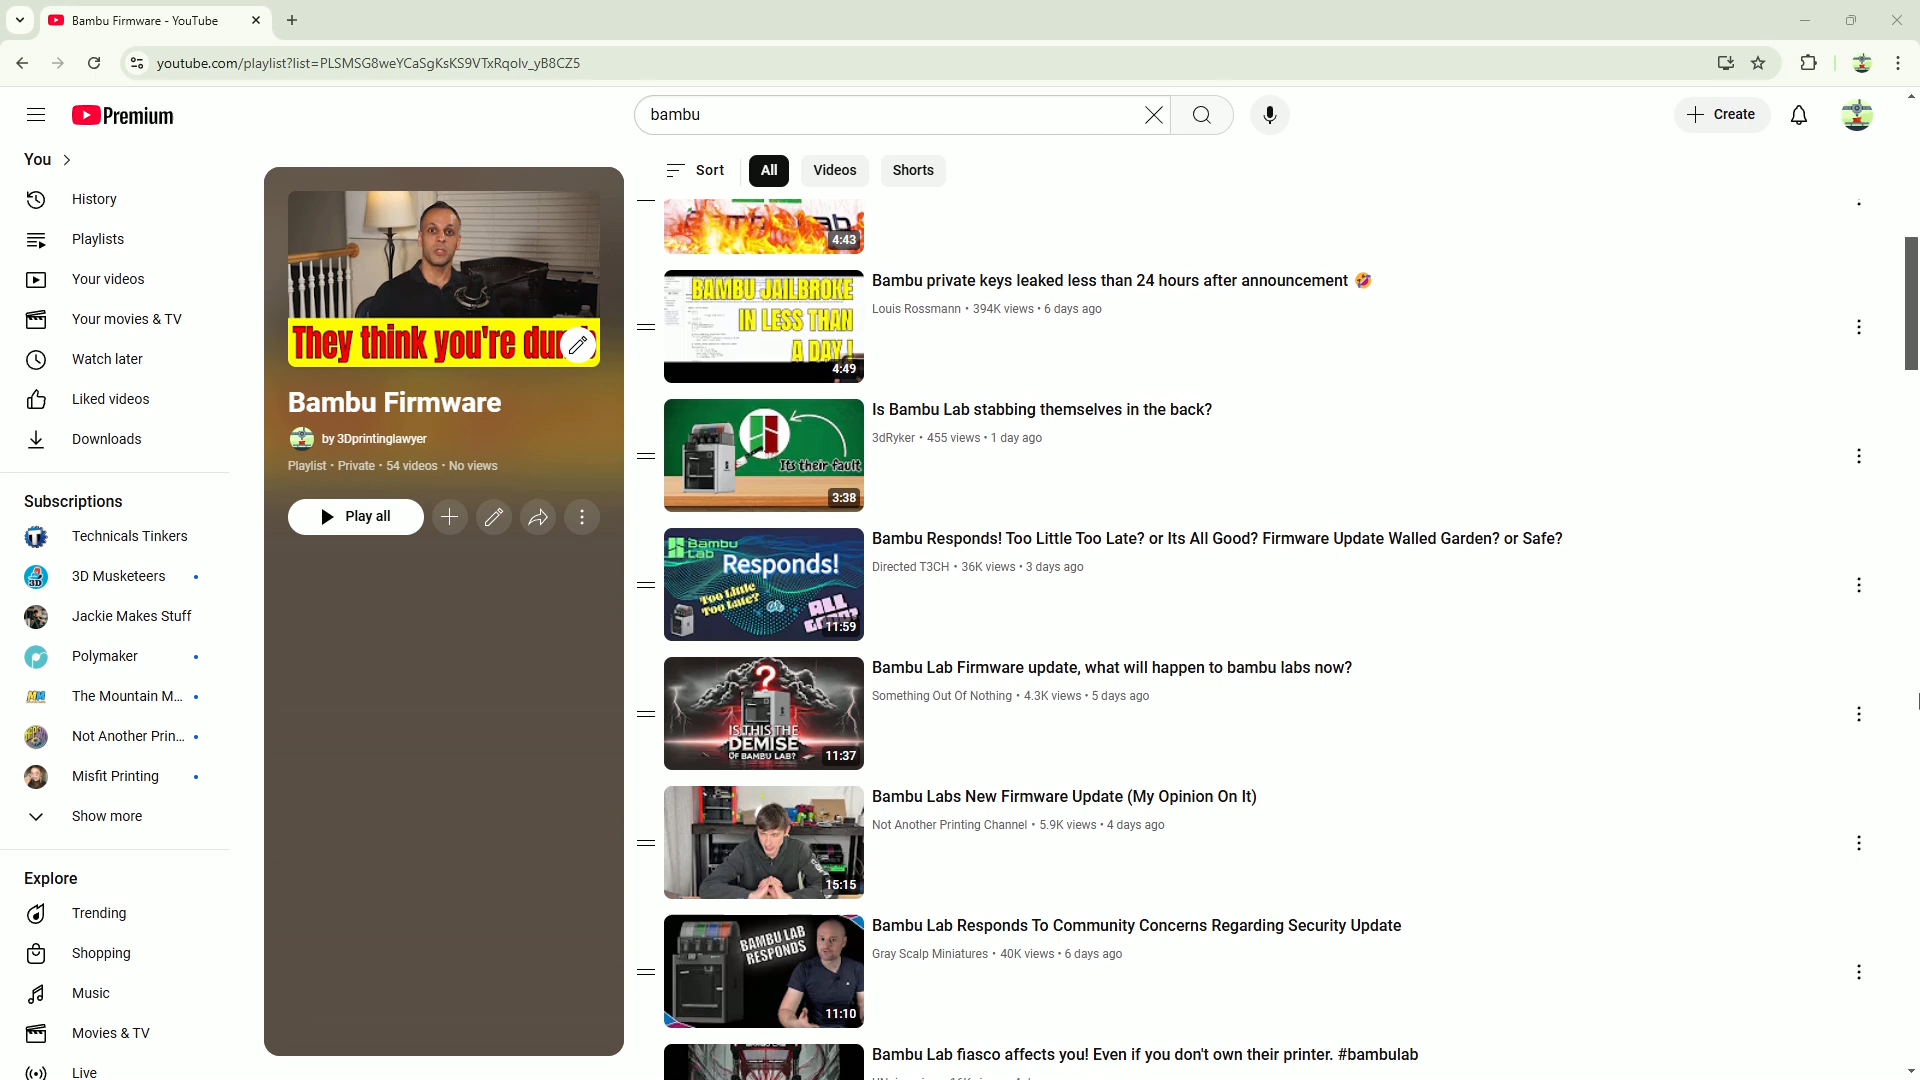 Bambu Firmware - YouTube
youtube.com/playlist?list=PLSMSG8weYCaSgKsKS9VTxRqolv_yB8CZ5
Premium
bambu
Create
You
History
Playlists
Your videos
Your movies & TV
Watch later
Liked videos
Downloads
Subscriptions
Technicals Tinkers
3D Musketeers
Jackie Makes Stuff
Polymaker
The Mountain M...
Not Another Prin...
Misfit Printing
Show more
Explore
Trending
Shopping
Music
Movies & TV
Live
They think you're dumb
Bambu Firmware
by 3Dprintinglawyer
Playlist • Private • 54 videos • No views
Play all
Sort
All
Videos
Shorts
4:43
BAMBU JAILBROKE
IN LESS THAN
A DAY!
4:49
Bambu private keys leaked less than 24 hours after announcement 🤣
Louis Rossmann • 394K views • 6 days ago
Its their fault
3:38
Is Bambu Lab stabbing themselves in the back?
3dRyker • 455 views • 1 day ago
Bambu
Lab
Responds!
Too Little
Too Late?
or
ALL
GOOD?
11:59
Bambu Responds! Too Little Too Late? or Its All Good? Firmware Update Walled Garden? or Safe?
Directed T3CH • 36K views • 3 days ago
?
IS THIS THE
DEMISE
OF BAMBU LAB?
11:37
Bambu Lab Firmware update, what will happen to bambu labs now?
Something Out Of Nothing • 4.3K views • 5 days ago
15:15
Bambu Labs New Firmware Update (My Opinion On It)
Not Another Printing Channel • 5.9K views • 4 days ago
BAMBU LAB
RESPONDS
11:10
Bambu Lab Responds To Community Concerns Regarding Security Update
Gray Scalp Miniatures • 40K views • 6 days ago
Bambu Lab fiasco affects you! Even if you don't own their printer. #bambulab